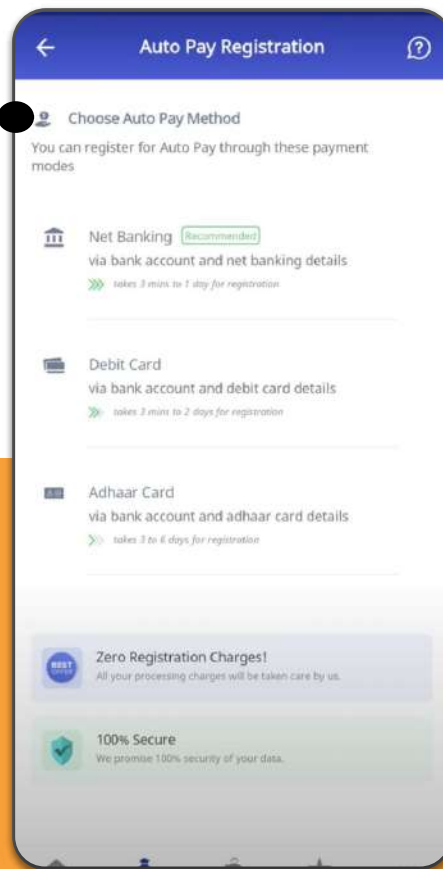 Auto Pay Registration
Choose Auto Pay Method
You can register for Auto Pay through these payment
modes
Net Banking Recommended
via bank account and net banking details
takes 3 mins to 1 day for registration
Debit Card
via bank account and debit card details
takes 3 mins to 2 days for registration
Adhaar Card
via bank account and adhaar card details
takes 3 to 6 days for registration
BEST
OFFER
Zero Registration Charges!
All your processing charges will be taken care by us.
100% Secure
We promise 100% security of your data.